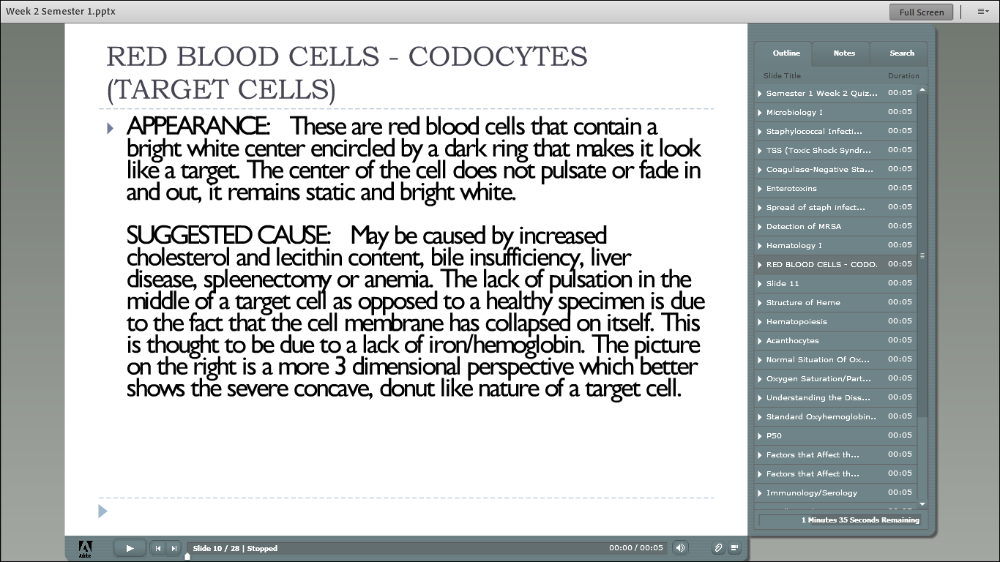 Week 2 Semester 1.pptx
Full Screen
RED BLOOD CELLS - CODOCYTES
(TARGET CELLS)
APPEARANCE: These are red blood cells that contain a
bright white center encircled by a dark ring that makes it look
like a target. The center of the cell does not pulsate or fade in
and out, it remains static and bright white.
SUGGESTED CAUSE: May be caused by increased
cholesterol and lecithin content, bile insufficiency, liver
disease, spleenectomy or anemia. The lack of pulsation in the
middle of a target cell as opposed to a healthy specimen is due
to the fact that the cell membrane has collapsed on itself. This
is thought to be due to a lack of iron/hemoglobin. The picture
on the right is a more 3 dimensional perspective which better
shows the severe concave, donut like nature of a target cell.
Outline Notes Search
Slide Title Duration
Semester 1 Week 2 Quiz... 00:05
Microbiology I 00:05
Staphylococcal Infecti... 00:05
TSS (Toxic Shock Syndr... 00:05
Coagulase-Negative Sta... 00:05
Enterotoxins 00:05
Spread of staph infect... 00:05
Detection of MRSA 00:05
Hematology I 00:05
RED BLOOD CELLS - CODO. 00:05
Slide 11 00:05
Structure of Heme 00:05
Hematopoiesis 00:05
Acanthocytes 00:05
Normal Situation Of Ox... 00:05
Oxygen Saturation/Part... 00:05
Understanding the Diss... 00:05
Standard Oxyhemoglobin.. 00:05
P50 00:05
Factors that Affect th... 00:05
Factors that Affect th... 00:05
Immunology/Serology 00:05
1 Minutes 35 Seconds Remaining
Adobe
Slide 10 / 28 | Stopped
00:00 / 00:05